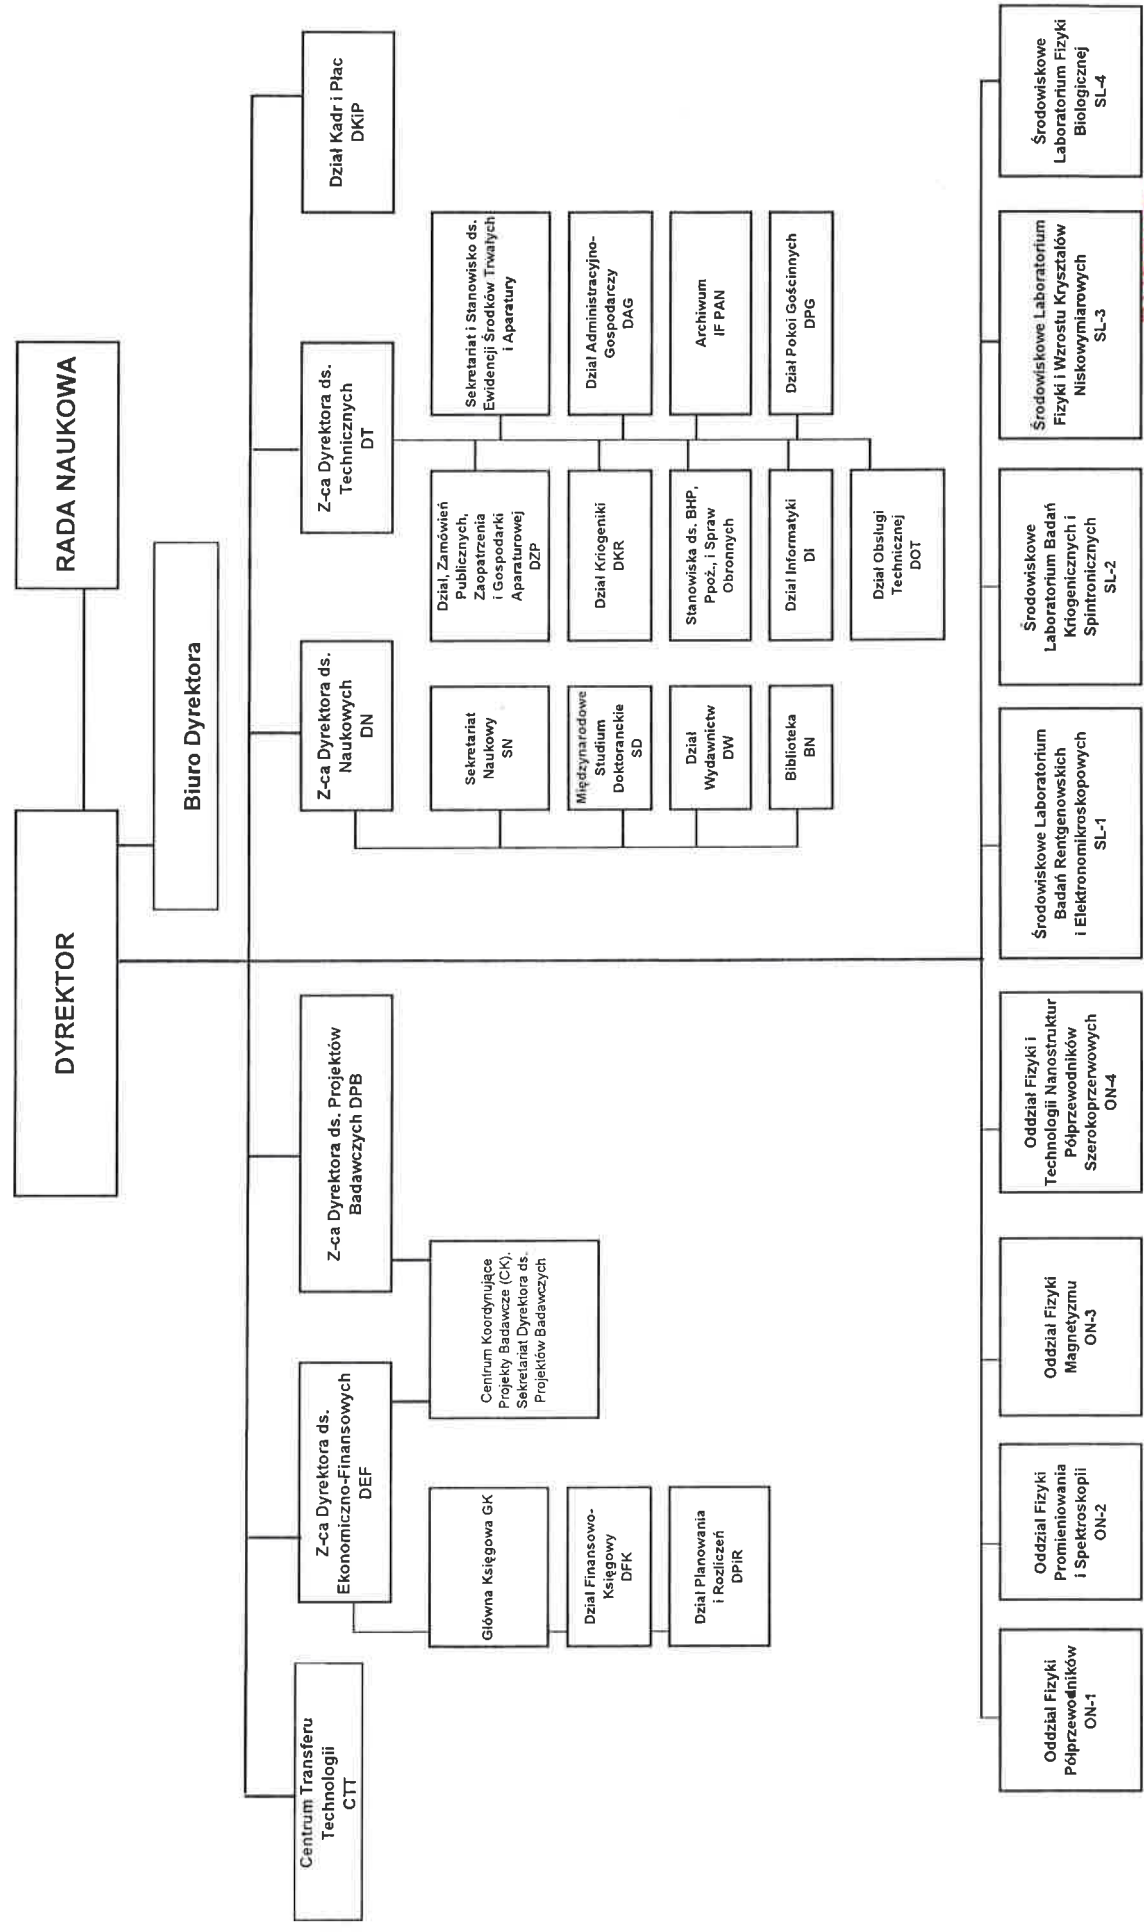 DYREKTOR
RADA NAUKOWA
Biuro Dyrektora
Centrum Transferu
Technologii
CTT
Z-ca Dyrektora ds.
Ekonomiczno-Finansowych
DEF
Z-ca Dyrektora ds. Projektów
Badawczych DPB
Z-ca Dyrektora ds.
Naukowych
DN
Z-ca Dyrektora ds.
Technicznych
DT
Dział Kadr i Płac
DKiP
Główna Księgowa GK
Dział Finansowo-
Księgowy
DFK
Dział Planowania
i Rozliczeń
DPiR
Centrum Koordynujące
Projekty Badawcze (CK).
Sekretariat Dyrektora ds.
Projektów Badawczych
Sekretariat
Naukowy
SN
Międzynarodowe
Studium
Doktoranckie
SD
Dział
Wydawnictw
DW
Biblioteka
BN
Dział, Zamówień
Publicznych,
Zaopatrzenia
i Gospodarki
Aparaturowej
DZP
Dział Kriogeniki
DKR
Stanowiska ds. BHP,
Ppoż., i Spraw
Obronnych
Dział Informatyki
DI
Dział Obsługi
Technicznej
DOT
Sekretariat i Stanowisko ds.
Ewidencji Środków Trwałych
i Aparatury
Dział Administracyjno-
Gospodarczy
DAG
Archiwum
IF PAN
Dział Pokoi Gościnnych
DPG
Oddział Fizyki
Półprzewodników
ON-1
Oddział Fizyki
Promieniowania
i Spektroskopii
ON-2
Oddział Fizyki
Magnetyzmu
ON-3
Oddział Fizyki i
Technologii Nanostruktur
Półprzewodników
Szerokoprzerwowych
ON-4
Środowiskowe Laboratorium
Badań Rentgenowskich
i Elektronomikroskopowych
SL-1
Środowiskowe
Laboratorium Badań
Kriogenicznych i
Spintronicznych
SL-2
Środowiskowe Laboratorium
Fizyki i Wzrostu Kryształów
Niskowymiarowych
SL-3
Środowiskowe
Laboratorium Fizyki
Biologicznej
SL-4